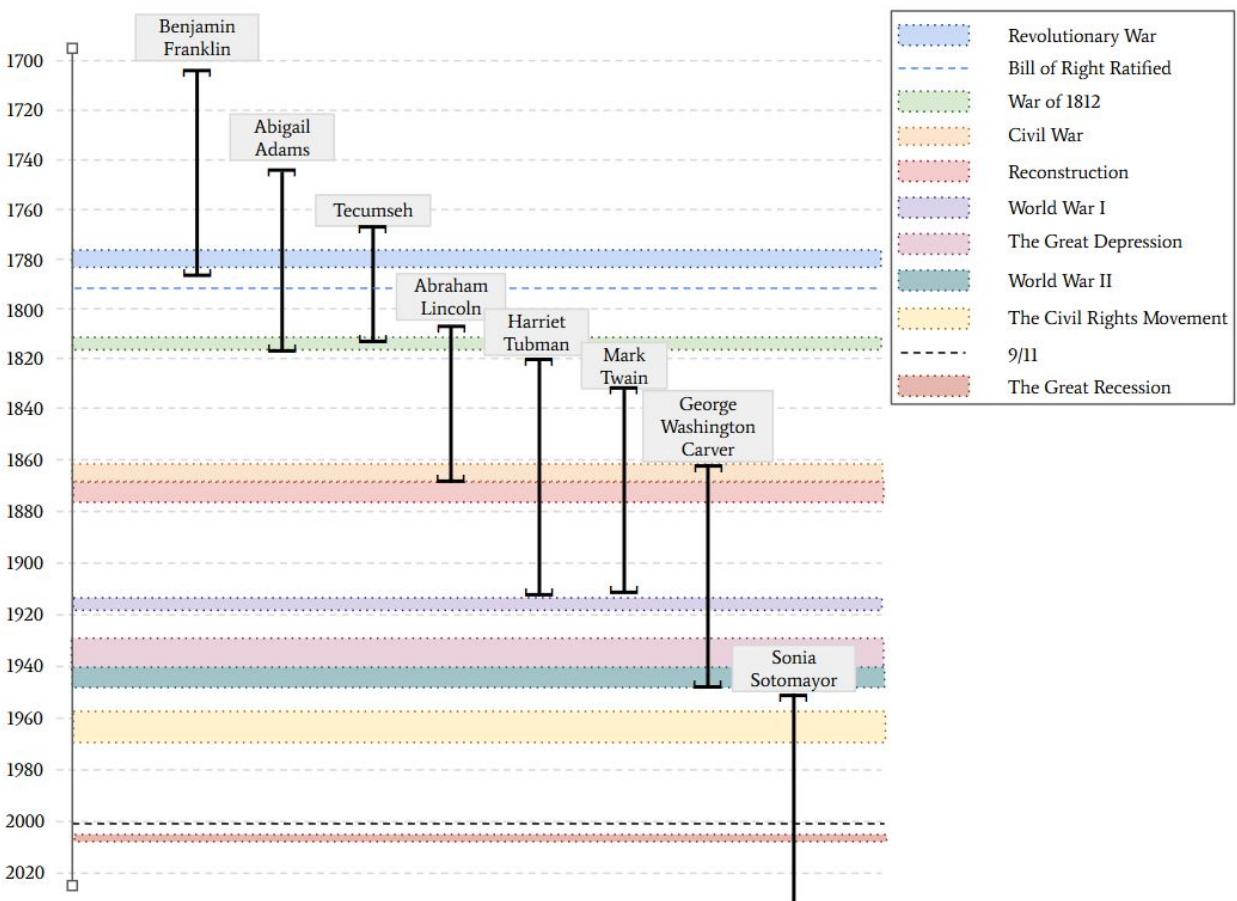 Benjamin
Franklin
Abigail
Adams
Tecumseh
Abraham
Lincoln
Harriet
Tubman
Mark
Twain
George
Washington
Carver
Sonia
Sotomayor
1700
1720
1740
1760
1780
1800
1820
1840
1860
1880
1900
1920
1940
1960
1980
2000
2020
Revolutionary War
Bill of Right Ratified
War of 1812
Civil War
Reconstruction
World War I
The Great Depression
World War II
The Civil Rights Movement
9/11
The Great Recession